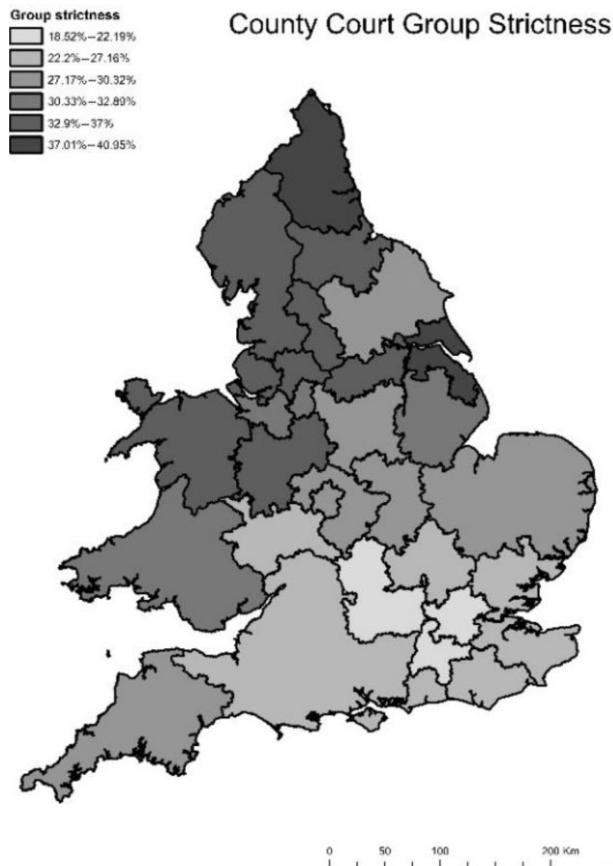 Group strictness
County Court Group Strictness
18.52%–22.19%
22.2%–27.16%
27.17%–30.32%
30.33%–32.89%
32.9%–37%
37.01%–40.95%
0 50 100 200 Km